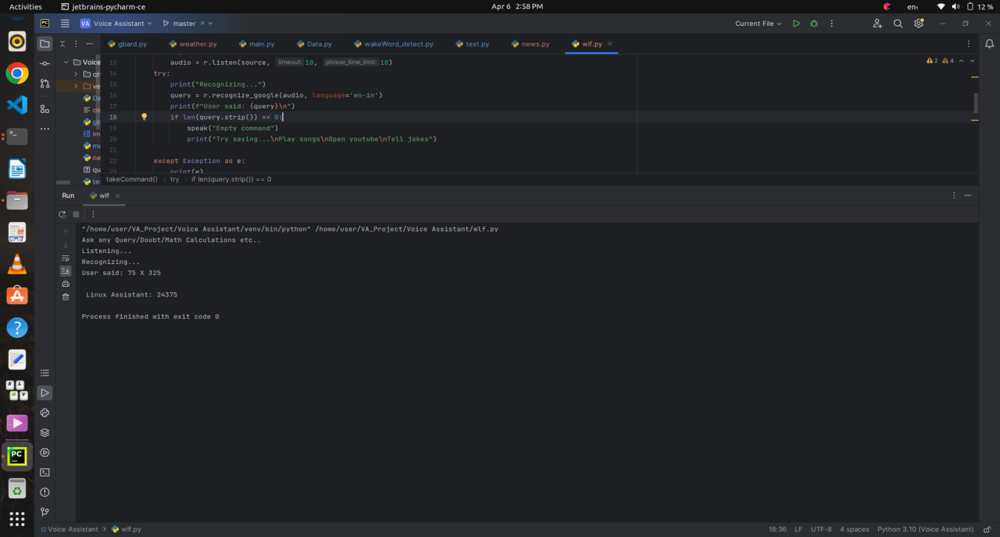 Activities jetbrains-pycharm-ce Apr 6 2:58 PM en₁ 12 %
PC VA Voice Assistant master Current File
gbard.py weather.py main.py Data.py wakeWord_detect.py test.py news.py wlf.py
Voice
qt
ve
Da
de
gb
im
ma
ne
qu
tes
13 audio = r.listen(source, timeout: 10, phrase_time_limit: 10)
14 try:
15 print("Recognizing...")
16 query = r.recognize_google(audio, language='en-in')
17 print(f"User said: {query}\n")
18 if len(query.strip()) == 0:
19 speak("Empty command")
20 print("Try saying...\nPlay songs\nOpen youtube\nTell jokes")
21
22 except Exception as e:
23 print(e)
2 4
takeCommand() > try > if len(query.strip()) == 0
Run wlf
"/home/user/VA_Project/Voice Assistant/venv/bin/python" /home/user/VA_Project/Voice Assistant/wlf.py
Ask any Query/Doubt/Math Calculations etc..
Listening...
Recognizing...
User said: 75 X 325
Linux Assistant: 24375
Process finished with exit code 0
K L
α V
PC
Voice Assistant > wlf.py 18:36 LF UTF-8 4 spaces Python 3.10 (Voice Assistant)